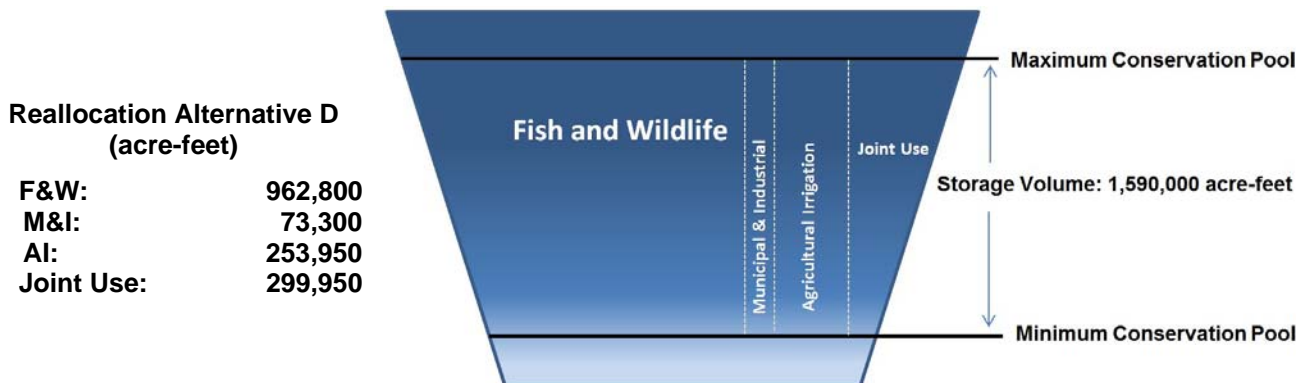 Reallocation Alternative D
(acre-feet)
F&W: 962,800
M&I: 73,300
AI: 253,950
Joint Use: 299,950
Fish and Wildlife
Municipal & Industrial
Agricultural Irrigation
Joint Use
Maximum Conservation Pool
Storage Volume: 1,590,000 acre-feet
Minimum Conservation Pool